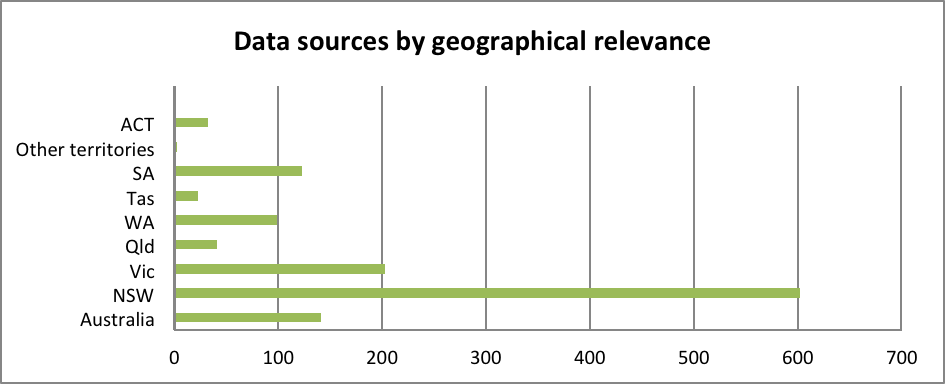 Data sources by geographical relevance
ACT
Other territories
SA
Tas
WA
Qld
Vic
NSW
Australia
0 100 200 300 400 500 600 700